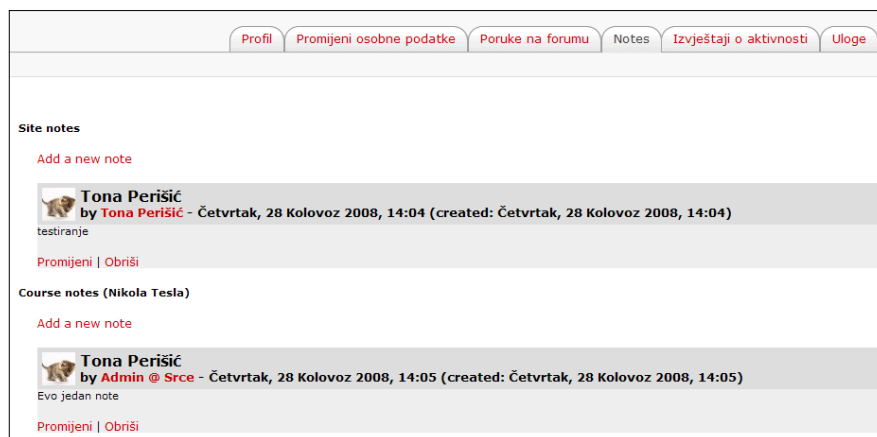 Profil Promijeni osobne podatke Poruke na forumu Notes Izvještaji o aktivnosti Uloge
Site notes
Add a new note
Tona Perišić
by Tona Perišić - Četvrtak, 28 Kolovoz 2008, 14:04 (created: Četvrtak, 28 Kolovoz 2008, 14:04)
testiranje
Promijeni | Obriši
Course notes (Nikola Tesla)
Add a new note
Tona Perišić
by Admin @ Srce - Četvrtak, 28 Kolovoz 2008, 14:05 (created: Četvrtak, 28 Kolovoz 2008, 14:05)
Evo jedan note
Promijeni | Obriši